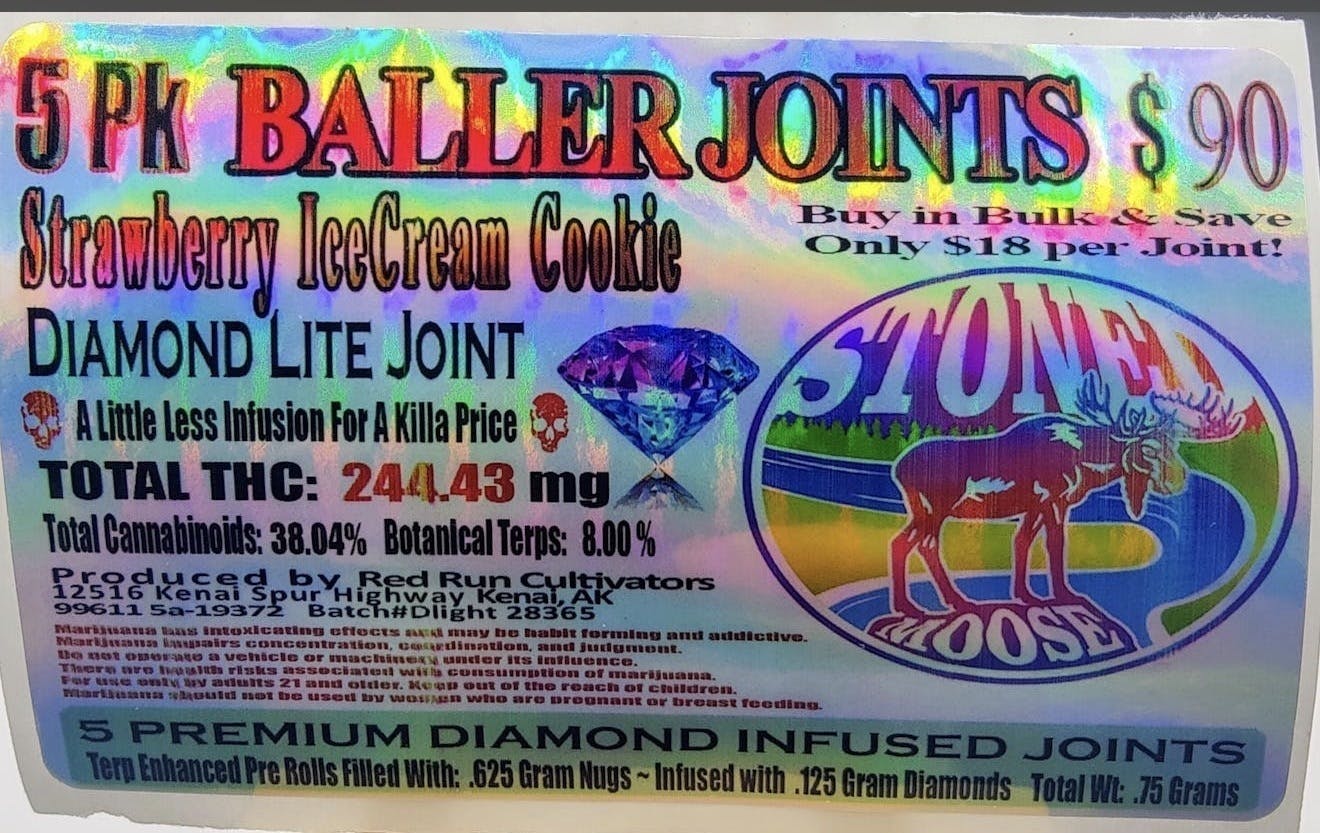 5 Pk BALLER JOINTS $90
Strawberry IceCream Cookie
Buy in Bulk & Save
Only $18 per Joint!
DIAMOND LITE JOINT
A Little Less Infusion For A Killa Price
TOTAL THC: 244.43 mg
Total Cannabinoids: 38.04% Botanical Terps: 8.00%
Produced by Red Run Cultivators
12516 Kenai Spur Highway Kenai, AK
99611 5a-19372 Batch#Dlight 28365
Marijuana has intoxicating effects and may be habit forming and addictive.
Marijuana impairs concentration, coordination, and judgment.
Do not operate a vehicle or machinery under its influence.
There are health risks associated with consumption of marijuana.
For use only by adults 21 and older. Keep out of the reach of children.
Marijuana should not be used by women who are pregnant or breast feeding.
STONEY
MOOSE
5 PREMIUM DIAMOND INFUSED JOINTS
Terp Enhanced Pre Rolls Filled With: .625 Gram Nugs ~ Infused with .125 Gram Diamonds Total Wt: .75 Grams